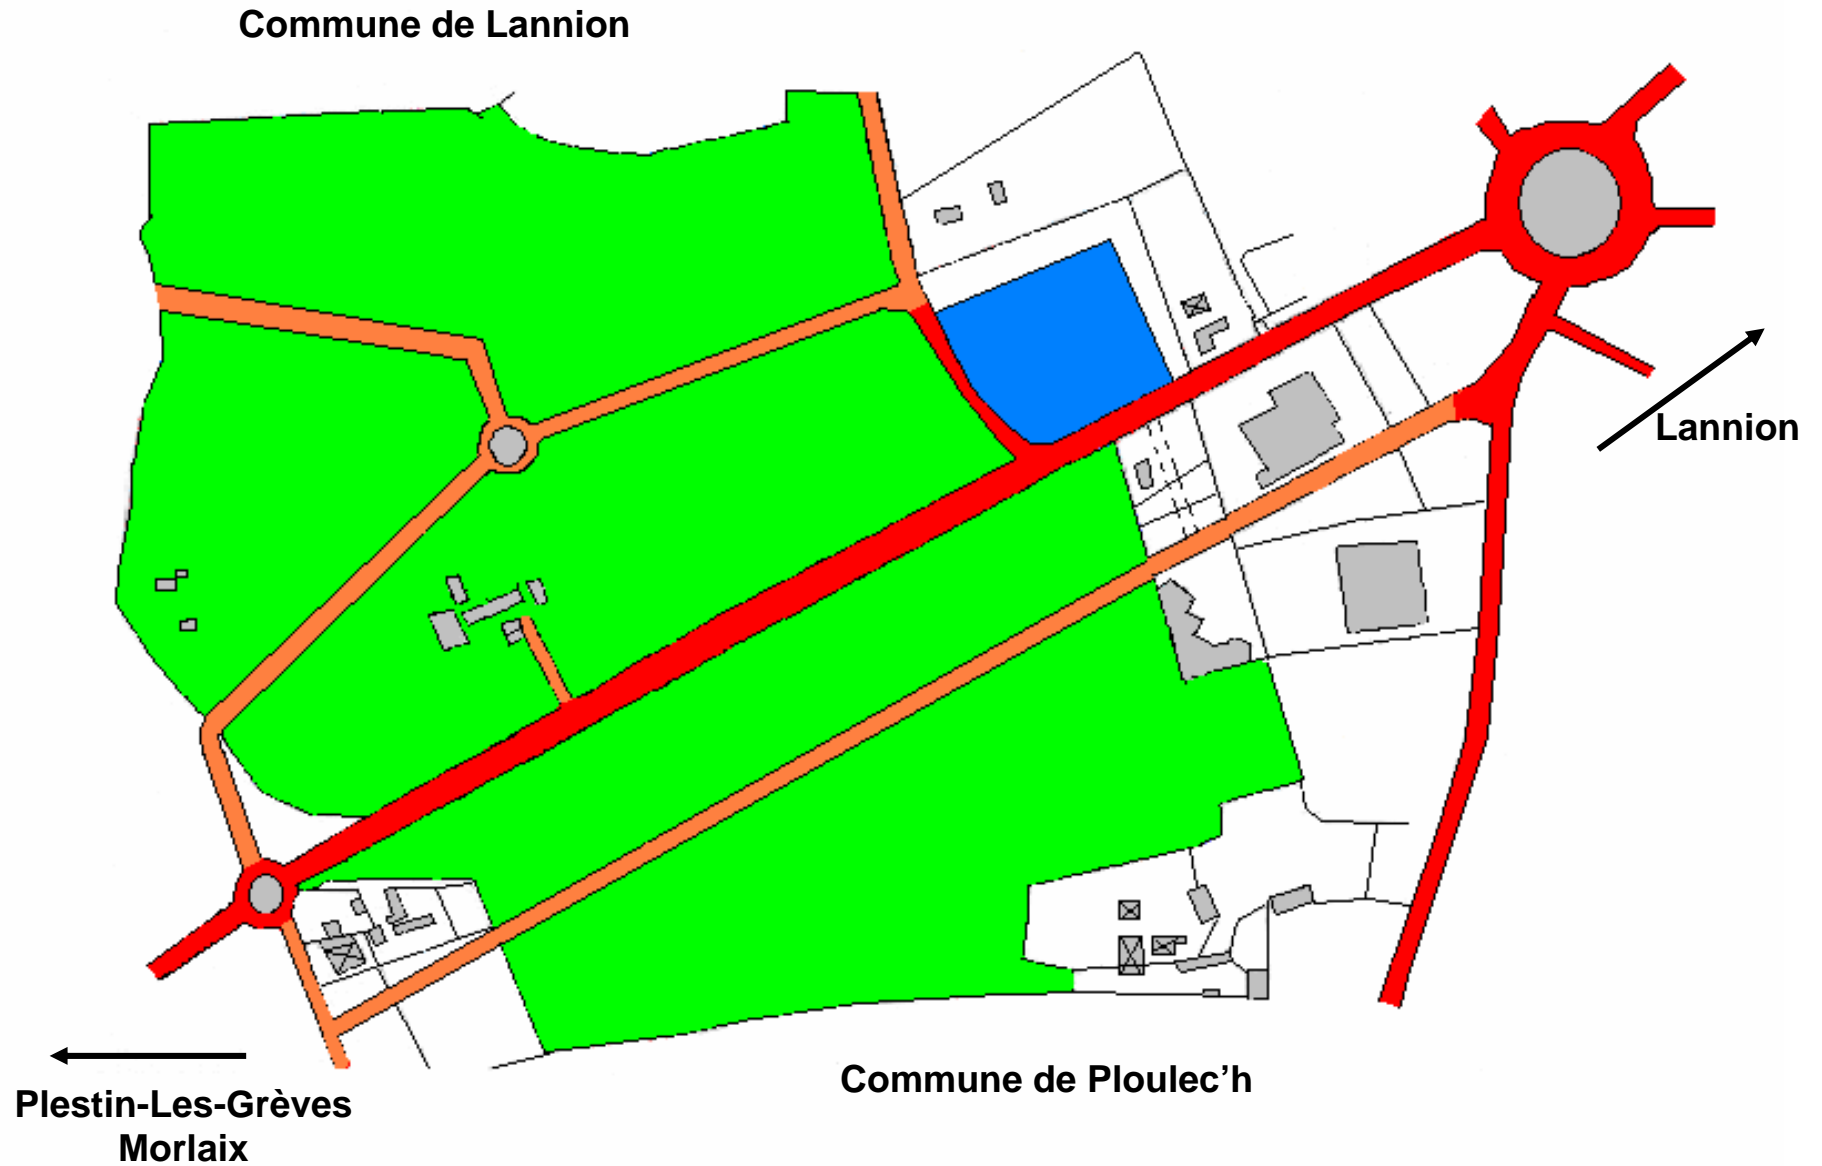 Commune de Lannion
Lannion
Commune de Ploulec’h
Plestin-Les-Grèves
Morlaix